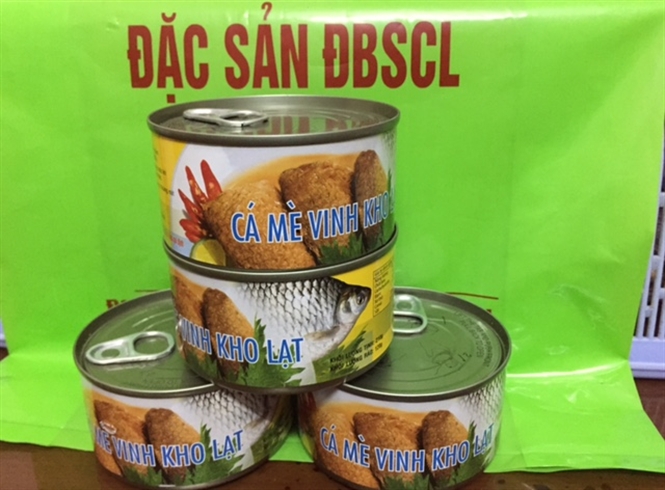 ĐẶC SẢN ĐBSCL
CÁ MÈ VINH KHO
VINH KHO LẠT
MÈ VINH KHO LẠT
CÁ MÈ VINH KHO LẠT